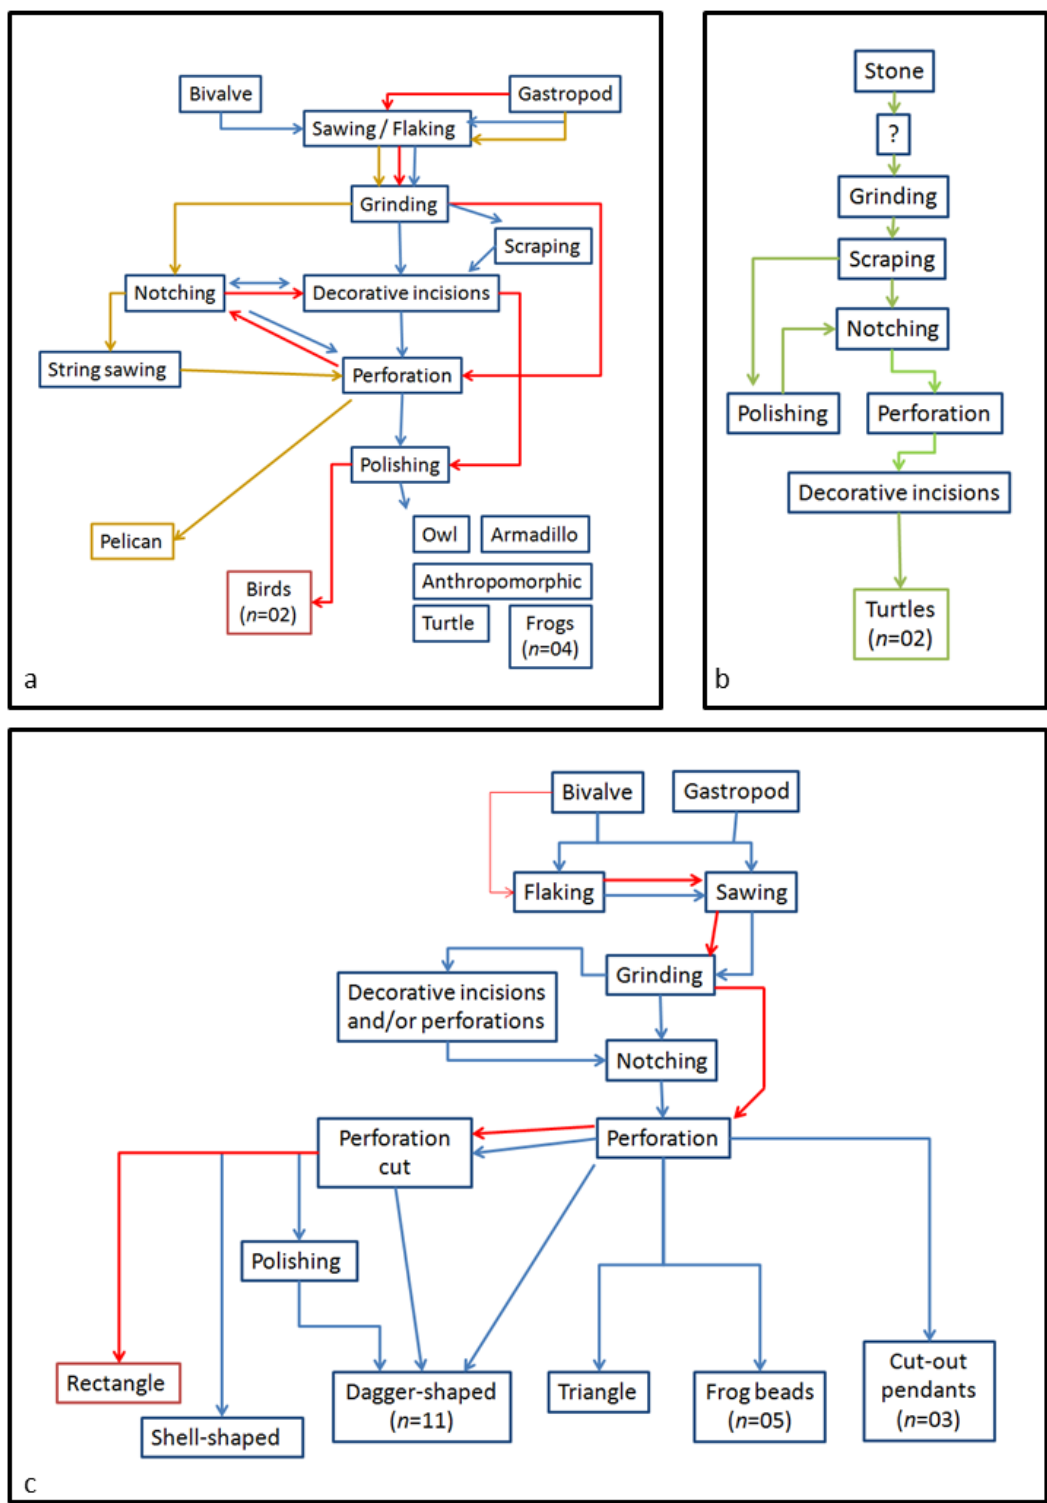 Bivalve
Gastropod
Sawing / Flaking
Grinding
Scraping
Notching
Decorative incisions
String sawing
Perforation
Polishing
Pelican
Owl
Armadillo
Birds
(n=02)
Anthropomorphic
Turtle
Frogs
(n=04)
a
Stone
?
Grinding
Scraping
Notching
Polishing
Perforation
Decorative incisions
Turtles
(n=02)
b
Bivalve
Gastropod
Flaking
Sawing
Grinding
Decorative incisions
and/or perforations
Notching
Perforation
cut
Perforation
Polishing
Rectangle
Shell-shaped
Dagger-shaped
(n=11)
Triangle
Frog beads
(n=05)
Cut-out
pendants
(n=03)
c